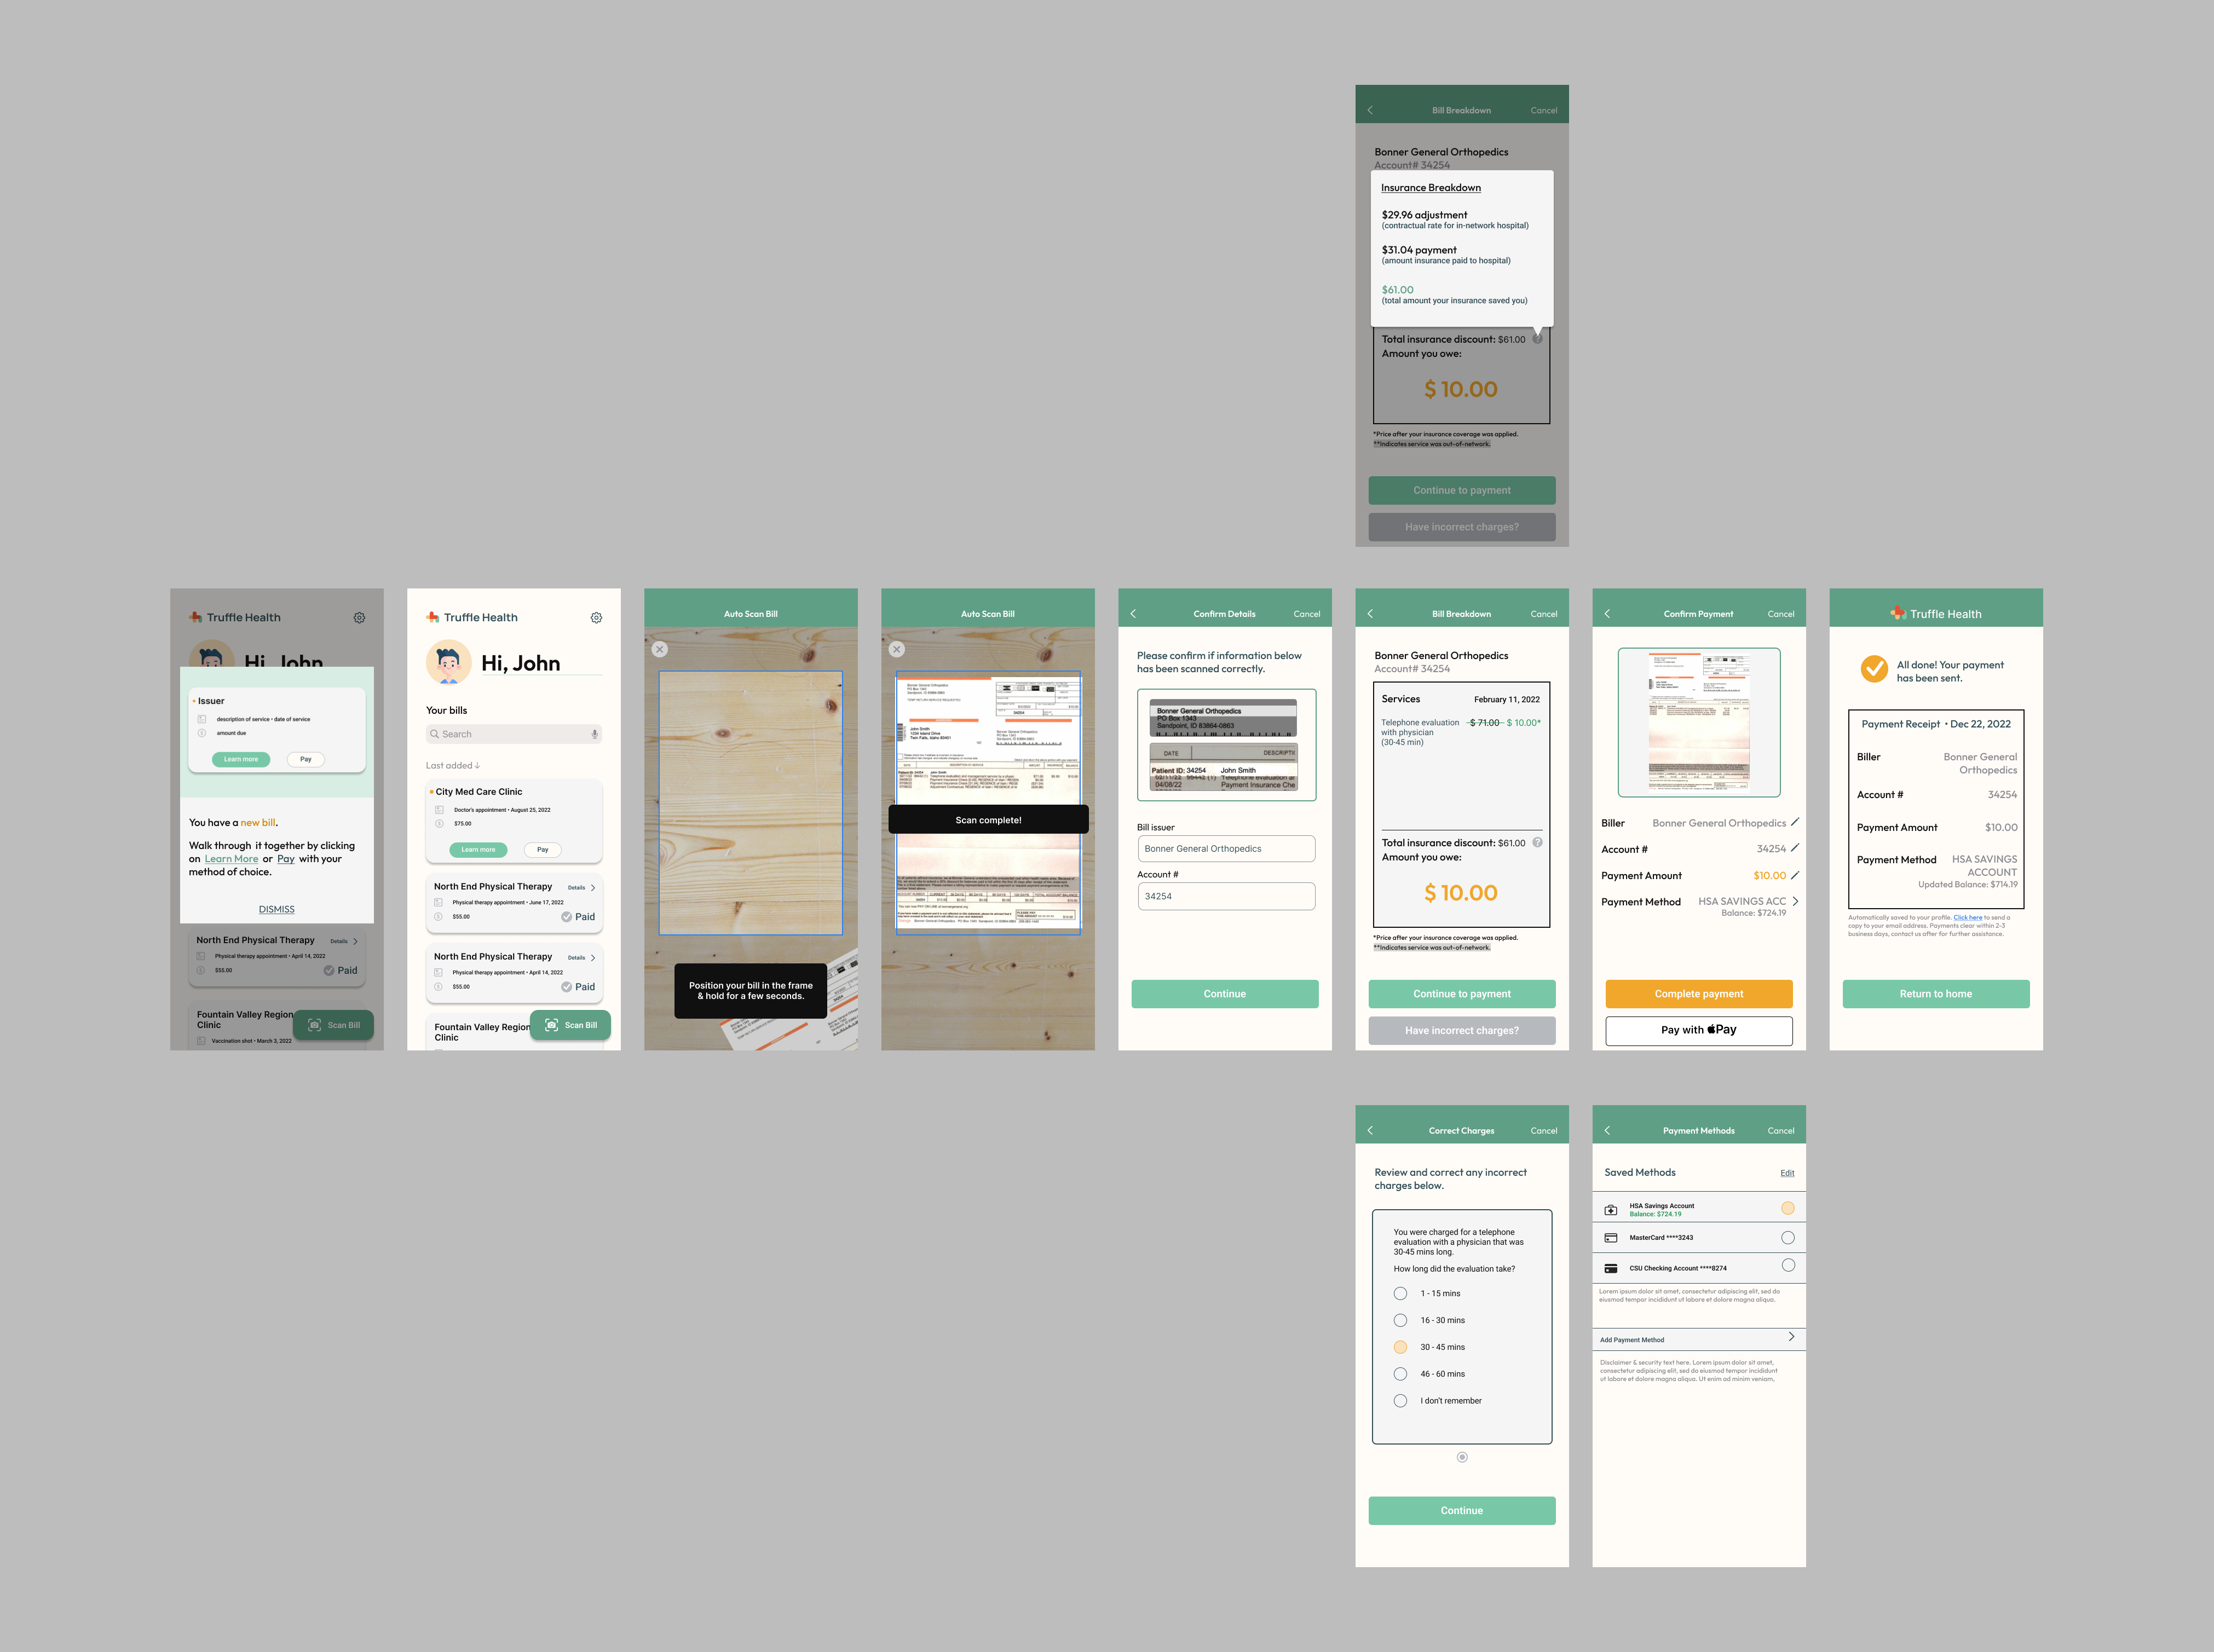 Bill Breakdown
Cancel
Bonner General Orthopedics
Account# 34254
Insurance Breakdown
$29.96 adjustment
(contractual rate for in-network hospital)
$31.04 payment
(amount insurance paid to hospital)
$61.00
(total amount your insurance saved you)
Total insurance discount: $61.00 ?
Amount you owe:
$ 10.00
*Price after your insurance coverage was applied.
**Indicates service was out-of-network.
Continue to payment
Have incorrect charges?
Truffle Health
Hi, John
Issuer
description of service • date of service
amount due
Learn more
Pay
You have a new bill.
Walk through it together by clicking
on Learn More or Pay with your
method of choice.
DISMISS
North End Physical Therapy
Details
Physical therapy appointment • April 14, 2022
$55.00
Paid
Fountain Valley Region
Clinic
Scan Bill
Vaccination shot • March 3, 2022
Truffle Health
Hi, John
Your bills
Search
Last added ↓
City Med Care Clinic
Doctor's appointment • August 25, 2022
$75.00
Learn more
Pay
North End Physical Therapy
Details
Physical therapy appointment • June 17, 2022
$55.00
Paid
North End Physical Therapy
Details
Physical therapy appointment • April 14, 2022
$55.00
Paid
Fountain Valley Region
Clinic
Scan Bill
Auto Scan Bill
Position your bill in the frame
& hold for a few seconds.
Auto Scan Bill
Bonner General Orthopedics
PO Box 1343
John Smith
Twin Falls, Idaho
34254
Scan complete!
Confirm Details
Cancel
Please confirm if information below
has been scanned correctly.
Bonner General Orthopedics
PO Box 1343
Sandpoint, ID 83864-0863
DATE
DESCRIPTI
Patient ID: 34254
John Smith
02/11/22 99442 (1) Telephone evaluation ar
04/08/22 Payment Insurance Che
Bill issuer
Bonner General Orthopedics
Account #
34254
Continue
Bill Breakdown
Cancel
Bonner General Orthopedics
Account# 34254
Services
February 11, 2022
Telephone evaluation $ 71.00 $ 10.00*
with physician
(30-45 min)
Total insurance discount: $61.00 ?
Amount you owe:
$ 10.00
*Price after your insurance coverage was applied.
**Indicates service was out-of-network.
Continue to payment
Have incorrect charges?
Confirm Payment
Cancel
Biller
Bonner General Orthopedics
Account #
34254
Payment Amount
$10.00
Payment Method
HSA SAVINGS ACC
Balance: $724.19
Complete payment
Pay with Pay
Truffle Health
All done! Your payment
has been sent.
Payment Receipt • Dec 22, 2022
Biller
Bonner General
Orthopedics
Account #
34254
Payment Amount
$10.00
Payment Method
HSA SAVINGS
ACCOUNT
Updated Balance: $714.19
Automatically saved to your profile. Click here to send a
copy to your email address. Payments clear within 2-3
business days, contact us after for further assistance.
Return to home
Correct Charges
Cancel
Review and correct any incorrect
charges below.
You were charged for a telephone
evaluation with a physician that was
30-45 mins long.
How long did the evaluation take?
1 - 15 mins
16 - 30 mins
30 - 45 mins
46 - 60 mins
I don't remember
Continue
Payment Methods
Cancel
Saved Methods
Edit
HSA Savings Account
Balance: $724.19
MasterCard ****3243
CSU Checking Account ****8274
Lorem ipsum dolor sit amet, consectetur adipiscing elit, sed do
eiusmod tempor incididunt ut labore et dolore magna aliqua.
Add Payment Method
Disclaimer & security text here. Lorem ipsum dolor sit amet,
consectetur adipiscing elit, sed do eiusmod tempor incididunt
ut labore et dolore magna aliqua. Ut enim ad minim veniam,